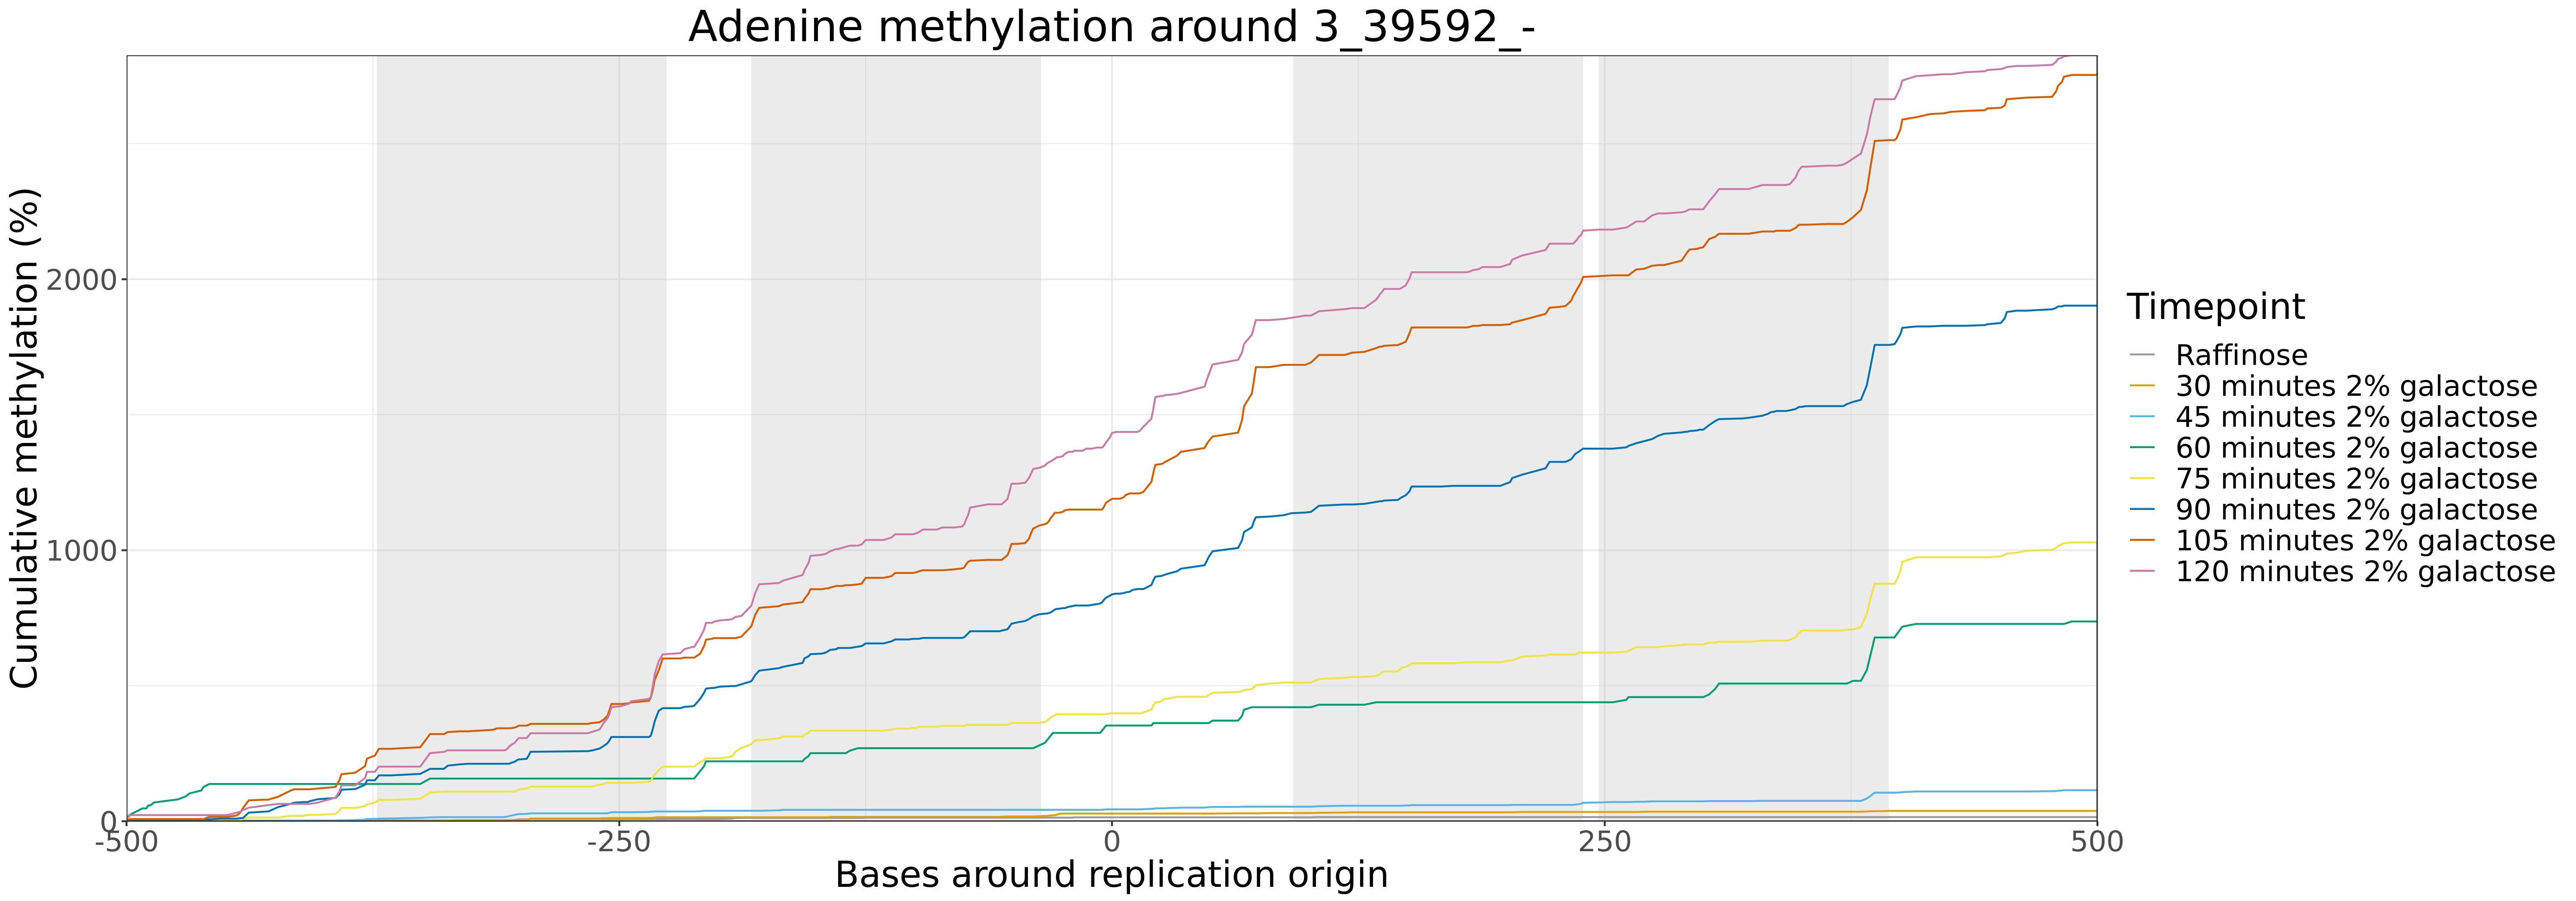 Adenine methylation around 3_39592_-
Cumulative methylation (%)
2000
1000
0
-500
-250
0
250
500
Bases around replication origin
Timepoint
Raffinose
30 minutes 2% galactose
45 minutes 2% galactose
60 minutes 2% galactose
75 minutes 2% galactose
90 minutes 2% galactose
105 minutes 2% galactose
120 minutes 2% galactose